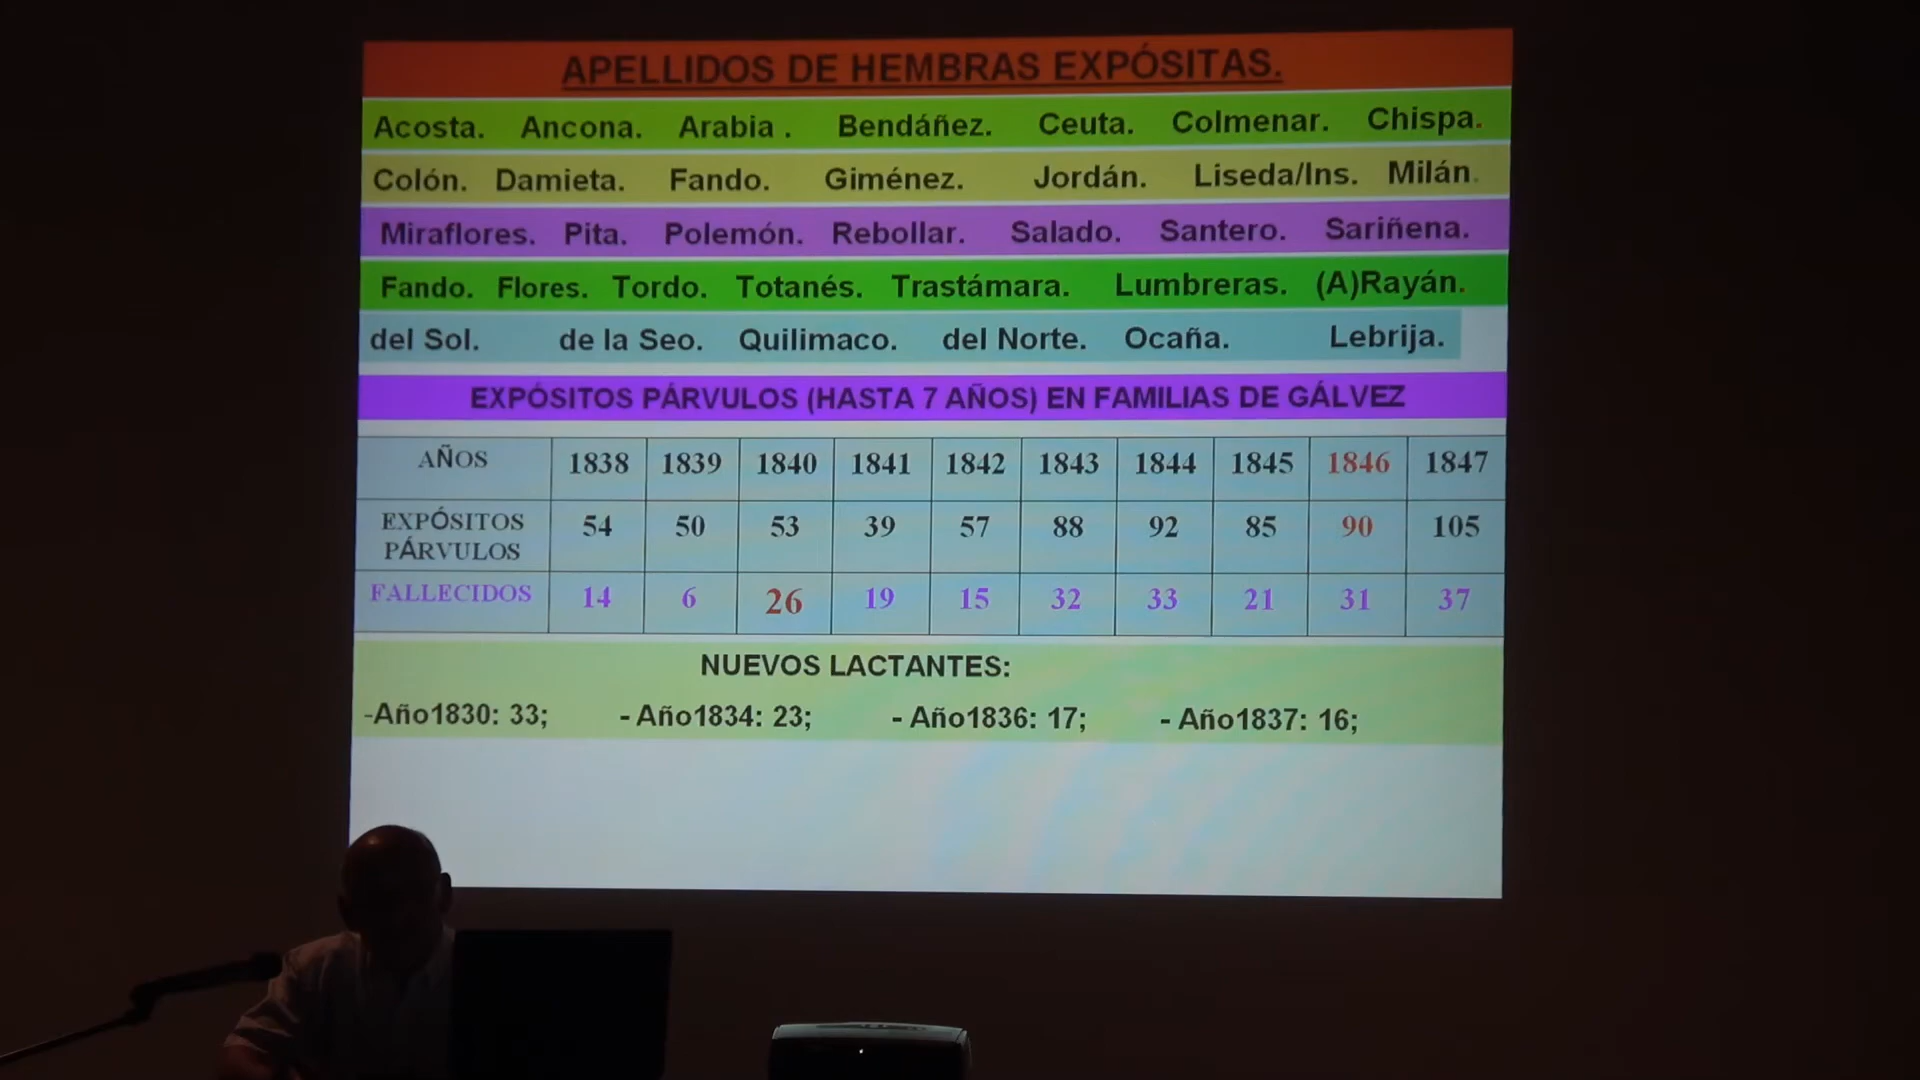 APELLIDOS DE HEMBRAS EXPÓSITAS.
Acosta. Ancona. Arabia . Bendáñez. Ceuta. Colmenar. Chispa.
Colón. Damieta. Fando. Giménez. Jordán. Liseda/Ins. Milán.
Miraflores. Pita. Polemón. Rebollar. Salado. Santero. Sariñena.
Fando. Flores. Tordo. Totanés. Trastámara. Lumbreras. (A)Rayán.
del Sol. de la Seo. Quilimaco. del Norte. Ocaña. Lebrija.
EXPÓSITOS PÁRVULOS (HASTA 7 AÑOS) EN FAMILIAS DE GÁLVEZ
AÑOS 1838 1839 1840 1841 1842 1843 1844 1845 1846 1847
EXPÓSITOS PÁRVULOS 54 50 53 39 57 88 92 85 90 105
FALLECIDOS 14 6 26 19 15 32 33 21 31 37
NUEVOS LACTANTES:
-Año1830: 33; - Año1834: 23; - Año1836: 17; - Año1837: 16;